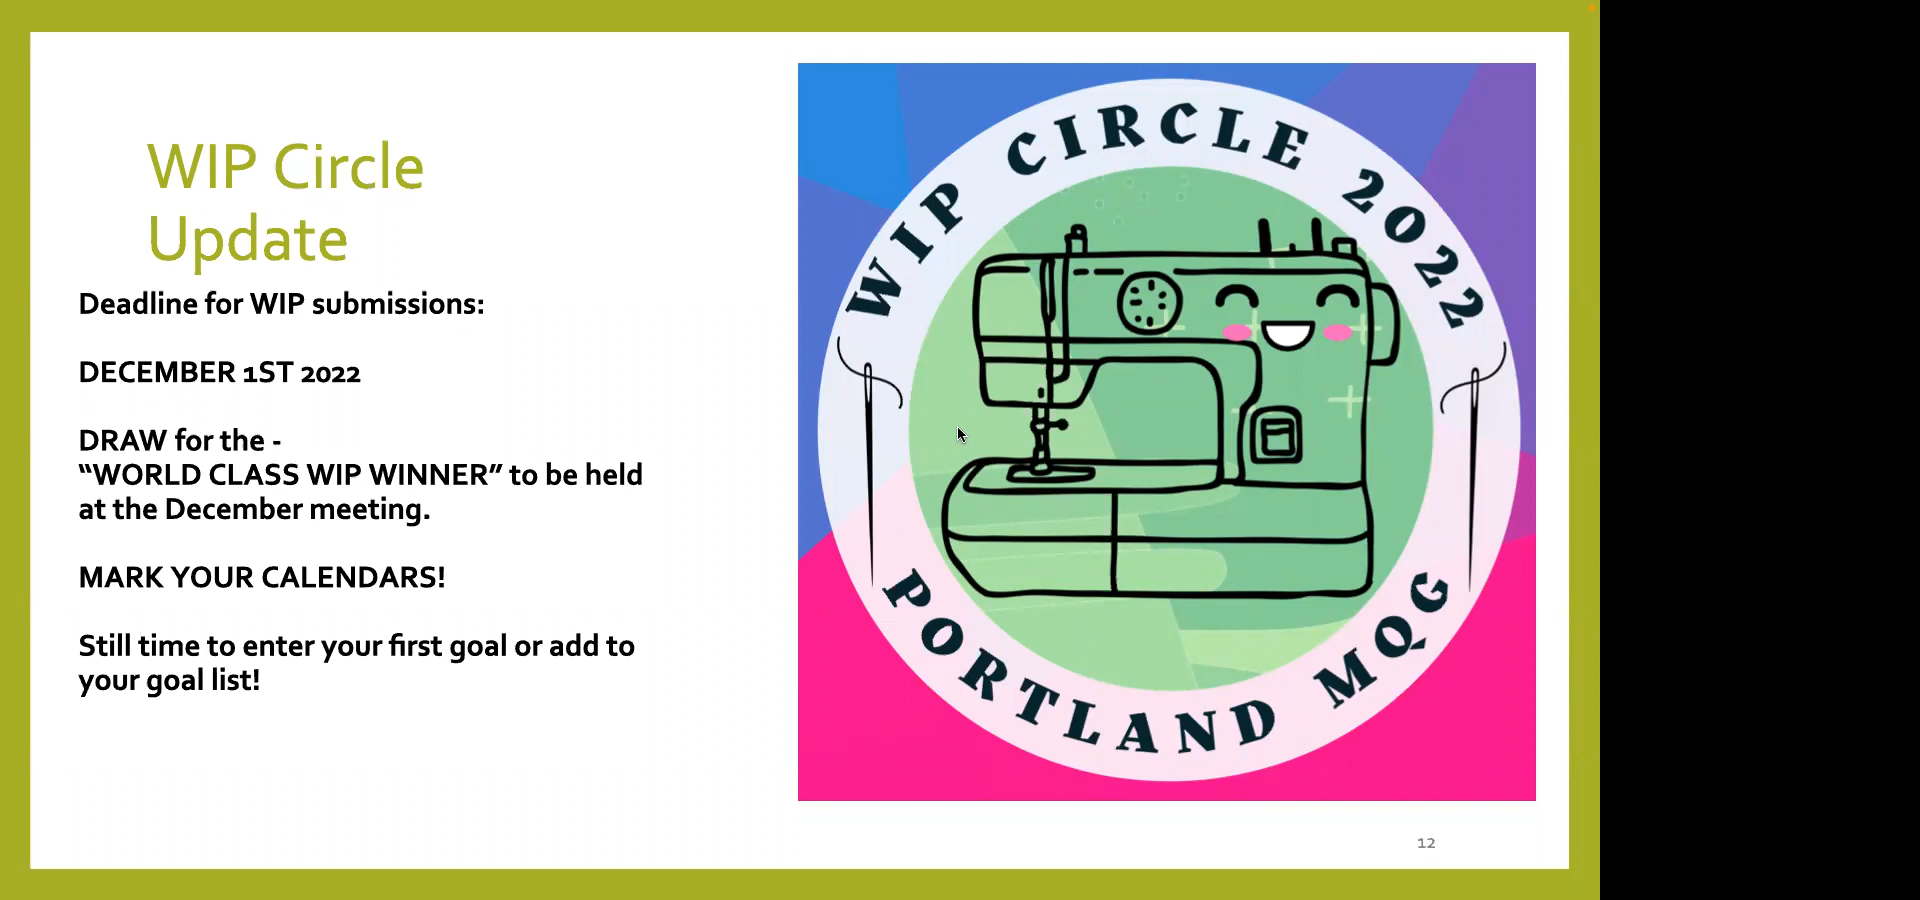 WIP Circle
Update
Deadline for WIP submissions:
DECEMBER 1ST 2022
DRAW for the -
“WORLD CLASS WIP WINNER” to be held
at the December meeting.
MARK YOUR CALENDARS!
Still time to enter your first goal or add to
your goal list!
WIP CIRCLE 2022
PORTLAND MQG
12